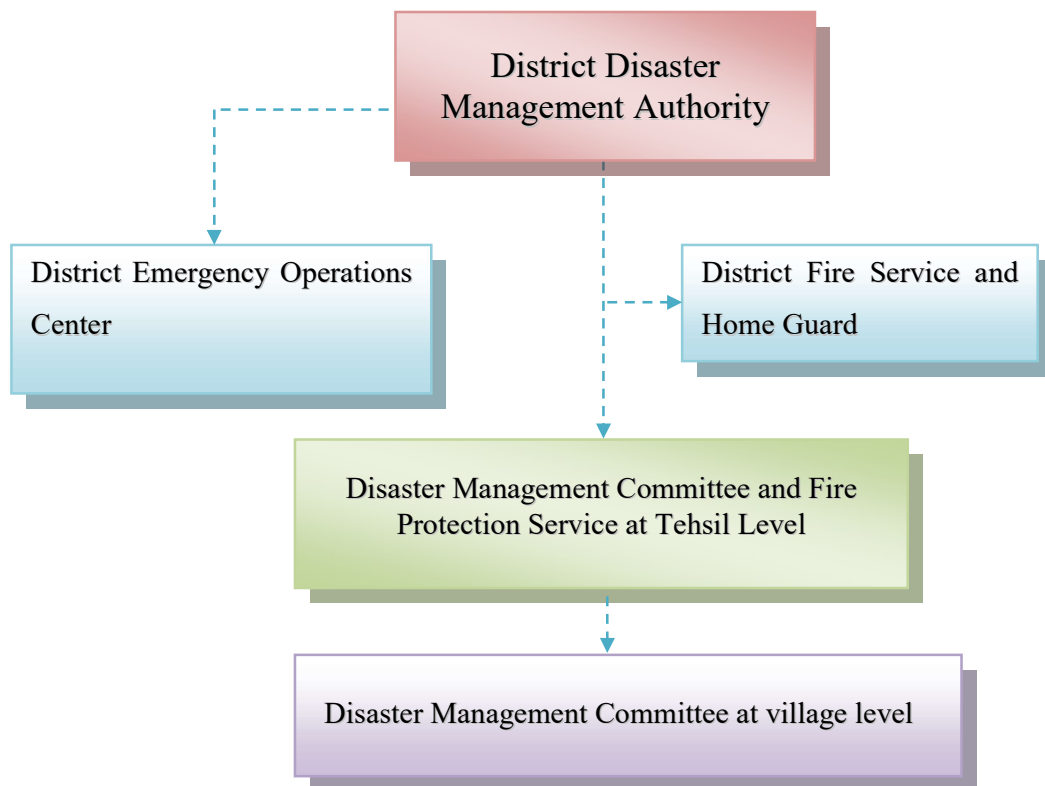 District Disaster
Management Authority
District Emergency Operations
Center
District Fire Service and
Home Guard
Disaster Management Committee and Fire
Protection Service at Tehsil Level
Disaster Management Committee at village level